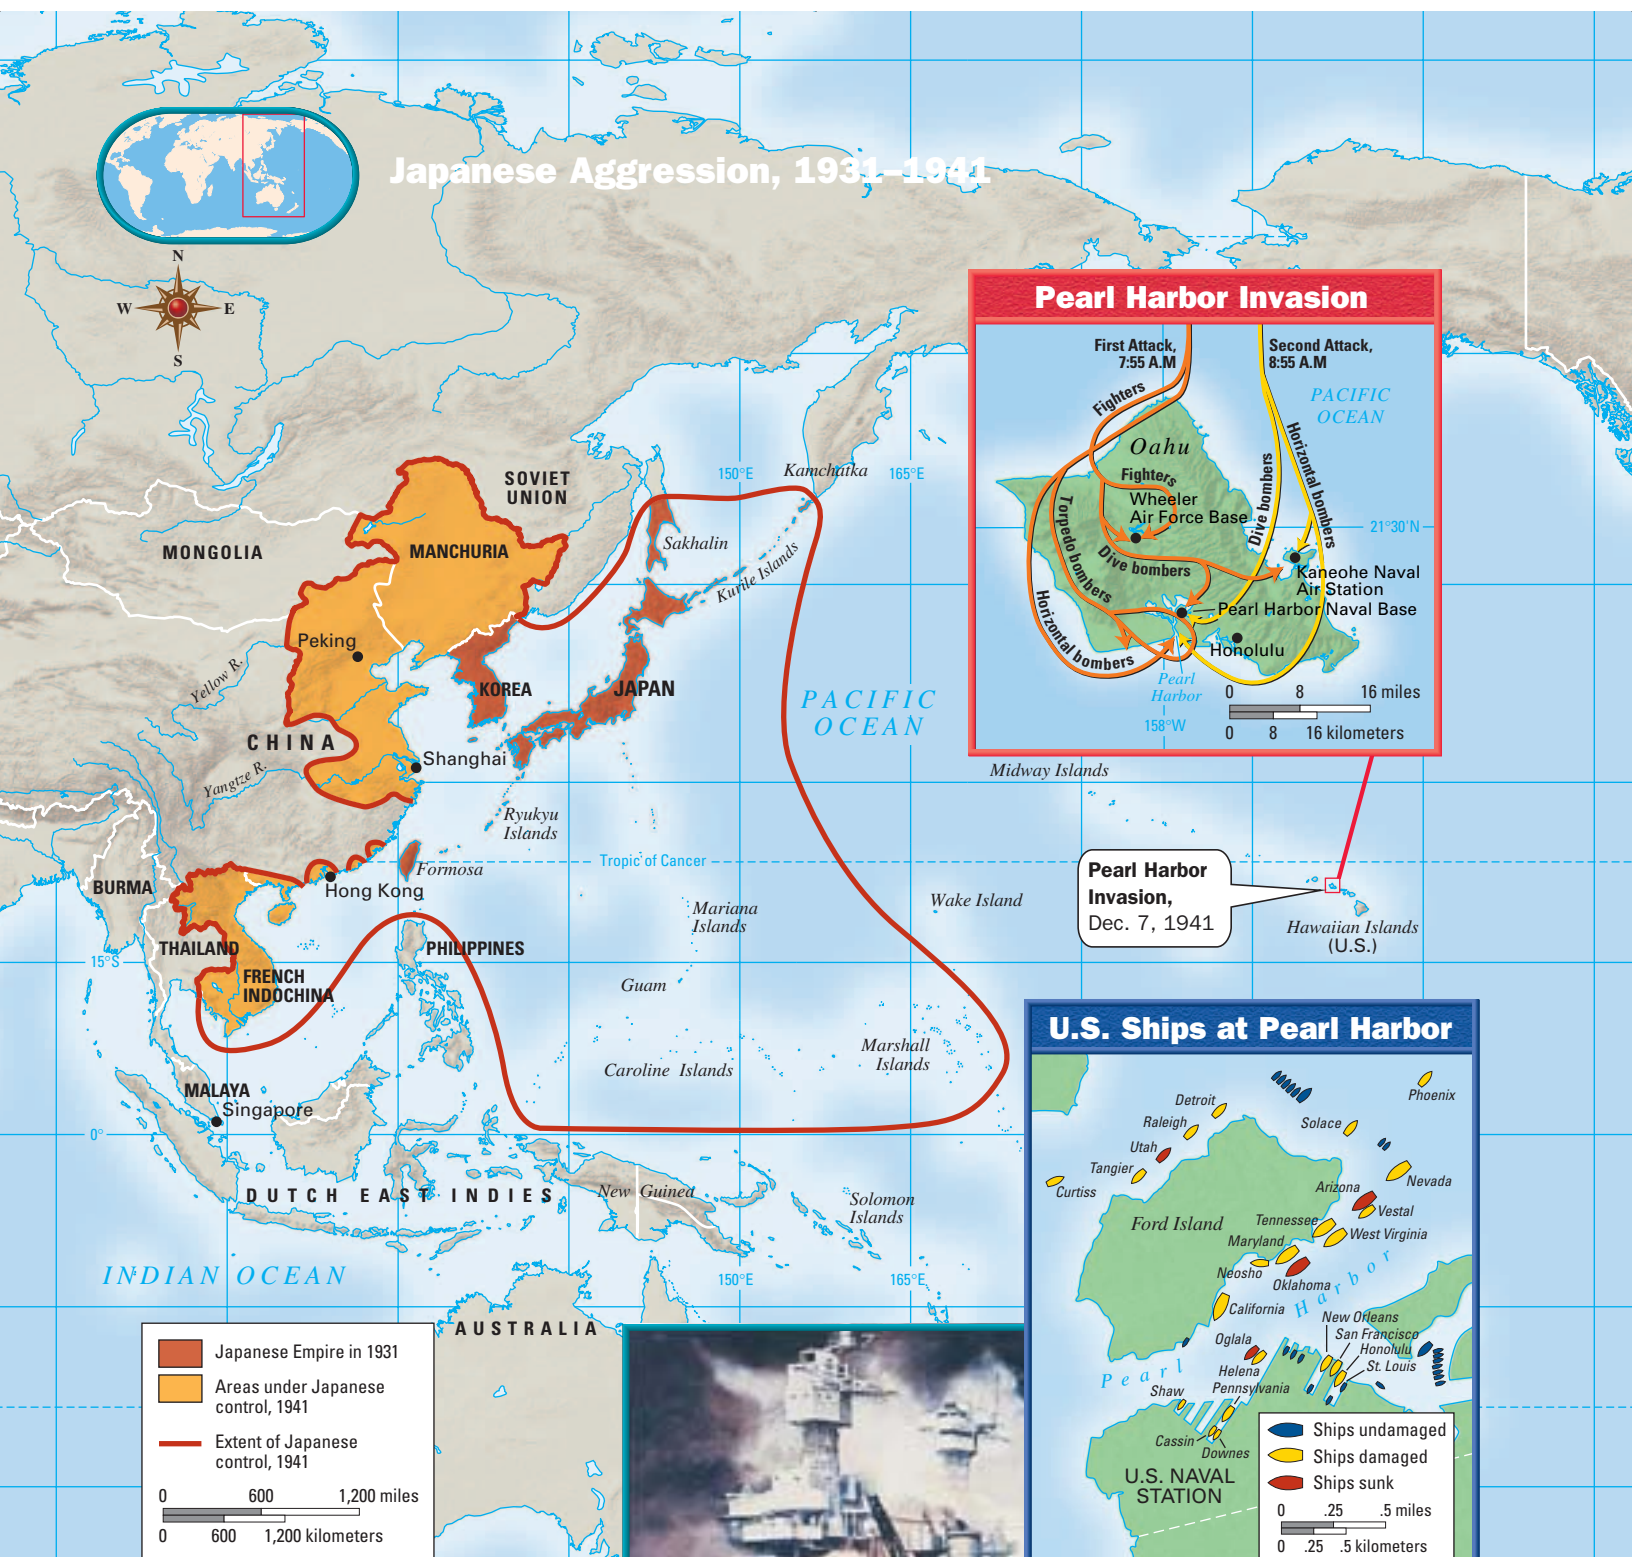 Japanese Aggression, 1931–1941
N
W
E
S
SOVIET
UNION
MONGOLIA
MANCHURIA
Peking
Yellow R.
CHINA
Yangtze R.
Shanghai
KOREA
JAPAN
Sakhalin
Kurile Islands
Kamchatka
150°E
165°E
PACIFIC
OCEAN
Ryukyu
Islands
Formosa
Tropic of Cancer
Hong Kong
BURMA
THAILAND
FRENCH
INDOCHINA
PHILIPPINES
15°S
Mariana
Islands
Guam
Wake Island
Midway Islands
Caroline Islands
Marshall
Islands
MALAYA
Singapore
0°
DUTCH EAST INDIES
New Guined
Solomon
Islands
INDIAN OCEAN
150°E
165°E
AUSTRALIA
Pearl Harbor
Invasion,
Dec. 7, 1941
Hawaiian Islands
(U.S.)
Pearl Harbor Invasion
First Attack,
7:55 A.M
Second Attack,
8:55 A.M
PACIFIC
OCEAN
Fighters
Oahu
Fighters
Wheeler
Air Force Base
Torpedo bombers
Dive bombers
Horizontal bombers
Dive bombers
Horizontal bombers
21°30'N
Kaneohe Naval
Air Station
Pearl Harbor Naval Base
Honolulu
Pearl
Harbor
158°W
0 8 16 miles
0 8 16 kilometers
U.S. Ships at Pearl Harbor
Phoenix
Detroit
Raleigh
Solace
Utah
Tangier
Curtiss
Nevada
Arizona
Vestal
Ford Island
Tennessee
West Virginia
Maryland
Neosho
Oklahoma
California
Pearl Harbor
New Orleans
San Francisco
Honolulu
St. Louis
Oglala
Helena
Pennsylvania
Shaw
Cassin
Downes
U.S. NAVAL
STATION
Ships undamaged
Ships damaged
Ships sunk
0 .25 .5 miles
0 .25 .5 kilometers
Japanese Empire in 1931
Areas under Japanese
control, 1941
Extent of Japanese
control, 1941
0 600 1,200 miles
0 600 1,200 kilometers